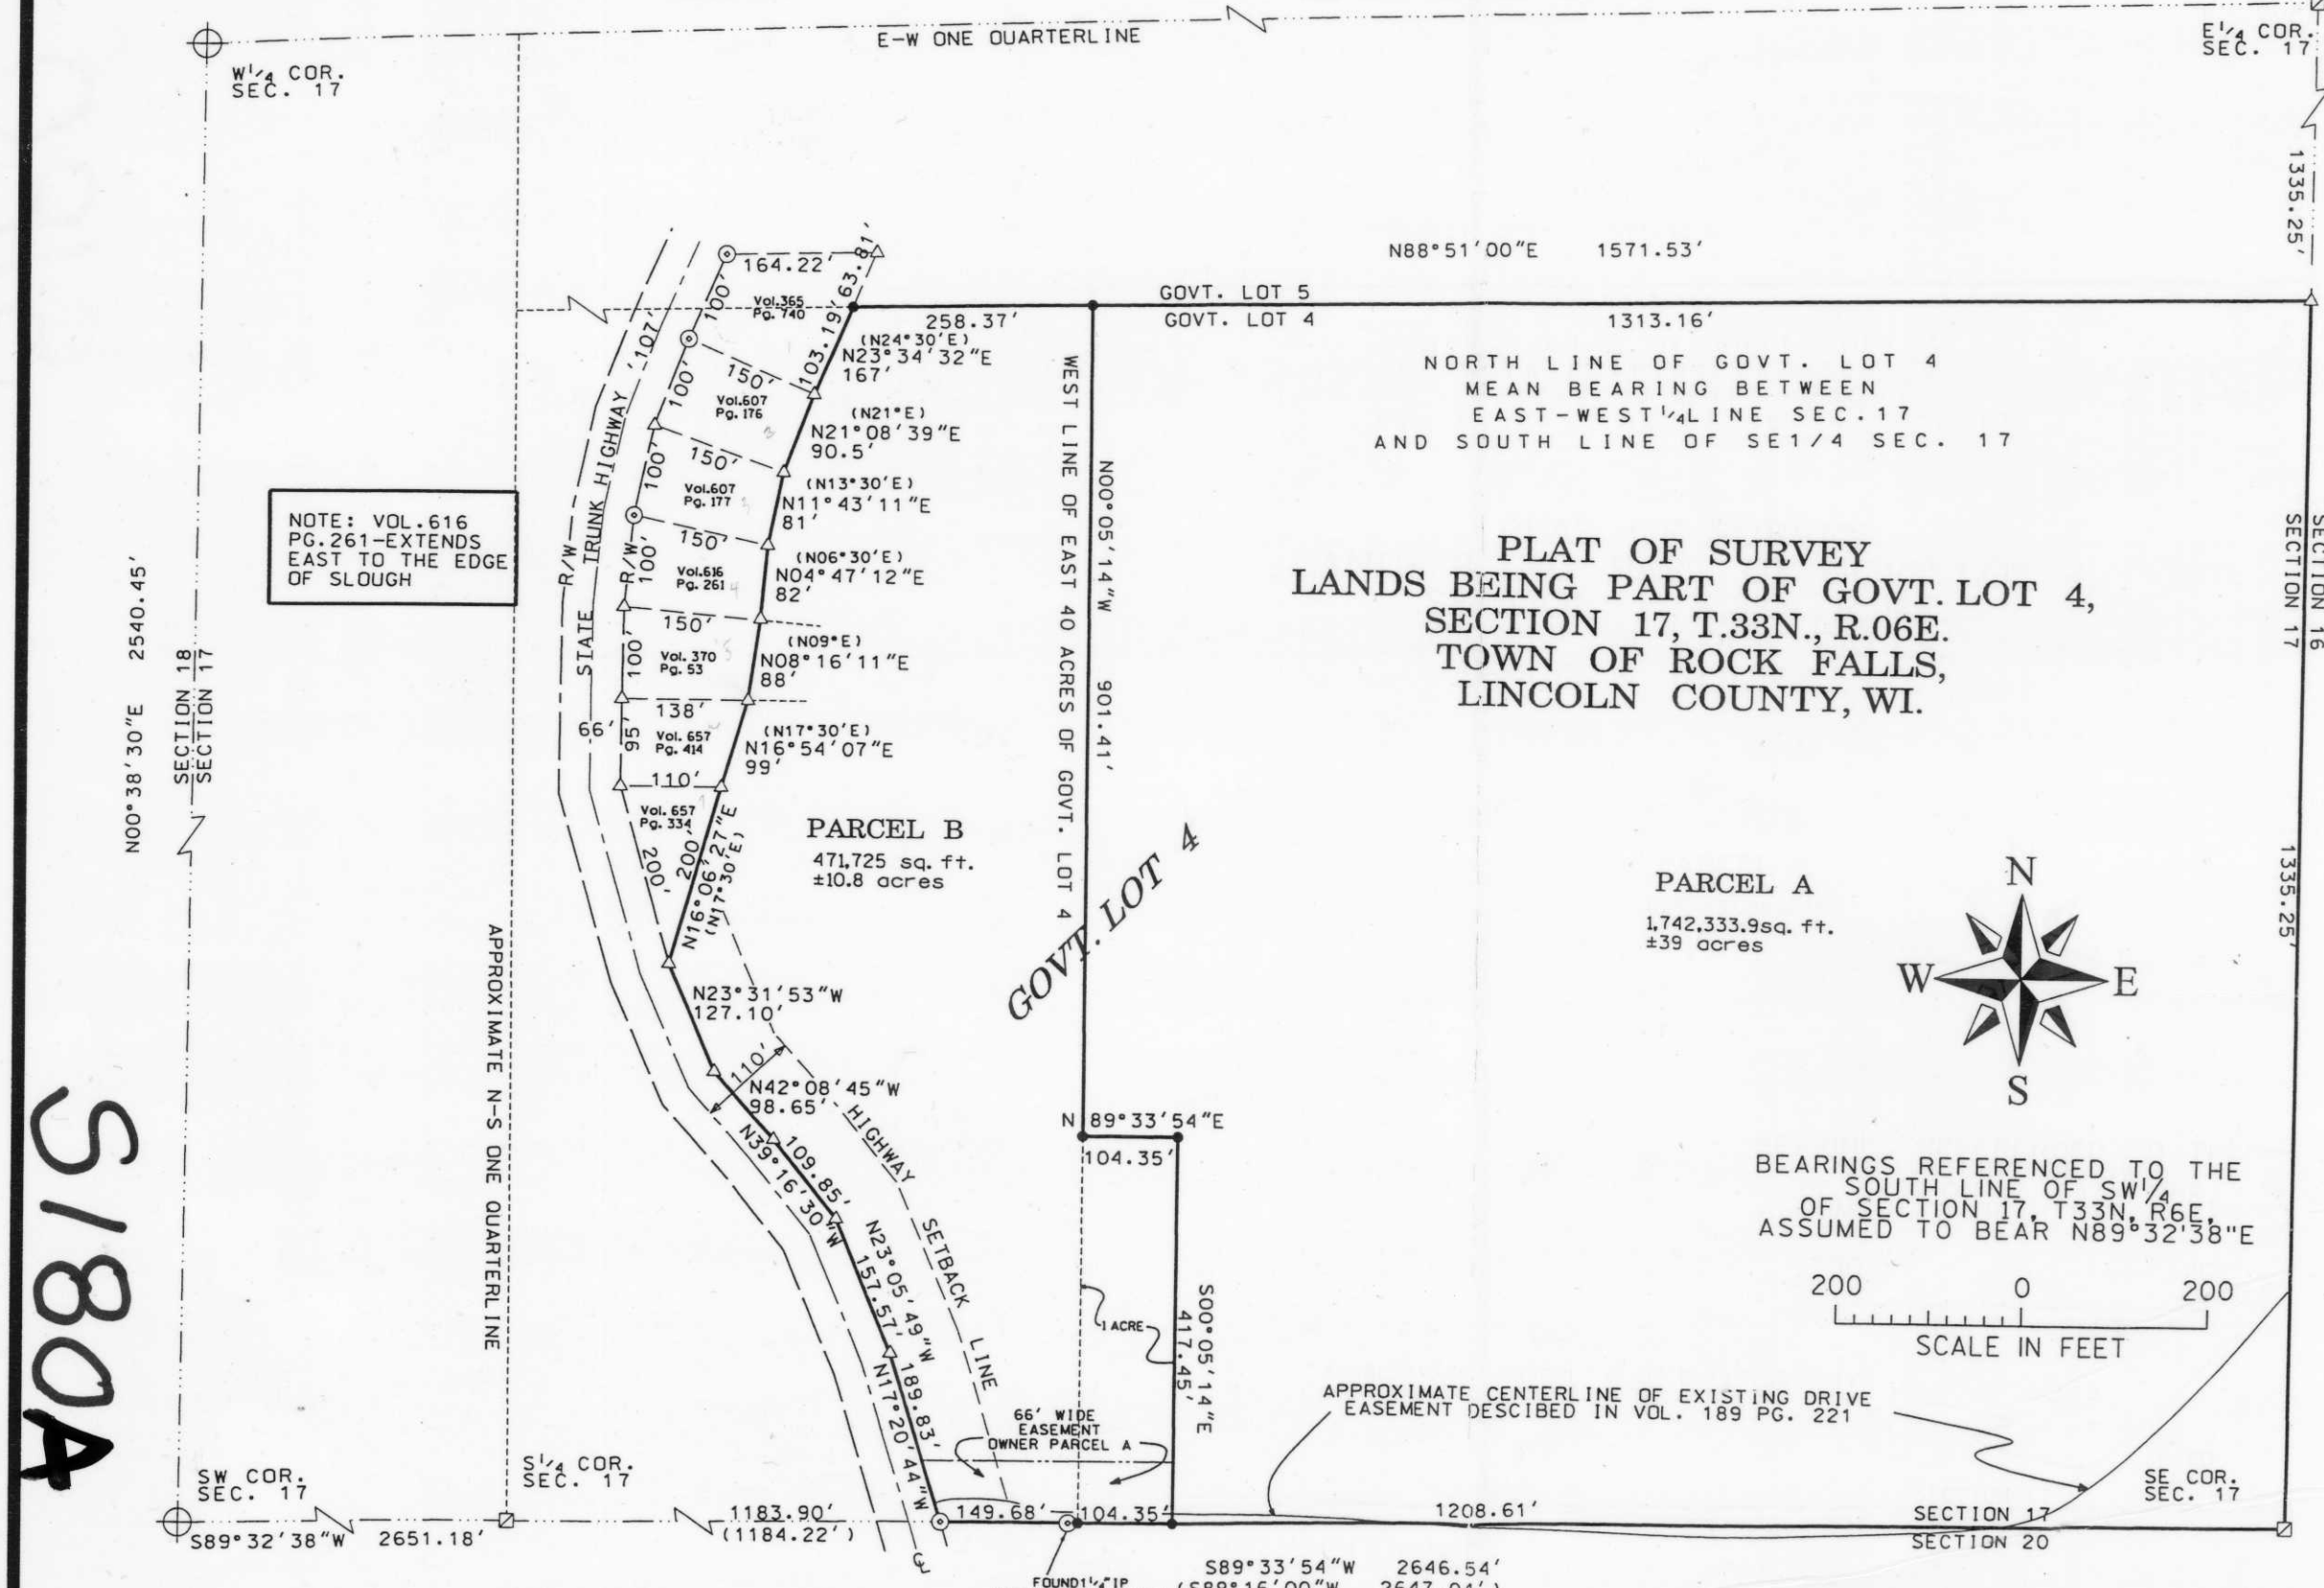 E-W ONE QUARTERLINE
W¼ COR.
SEC. 17
E¼ COR.
SEC. 17
1335.25'
N88°51'00"E 1571.53'
164.22'
63.81'
100'
Vol.365
Pg. 740
103.19'
GOVT. LOT 5
GOVT. LOT 4
258.37'
1313.16'
(N24°30'E)
N23°34'32"E
167'
NORTH LINE OF GOVT. LOT 4
MEAN BEARING BETWEEN
EAST-WEST¼LINE SEC.17
AND SOUTH LINE OF SE1/4 SEC. 17
STATE TRUNK HIGHWAY '107'
R/W
R/W
100'
150'
Vol.607
Pg. 176
(N21°E)
N21°08'39"E
90.5'
100'
150'
Vol.607
Pg. 177
(N13°30'E)
N11°43'11"E
81'
100'
150'
Vol.616
Pg. 261
(N06°30'E)
N04°47'12"E
82'
100'
150'
Vol. 370
Pg. 53
(N09°E)
N08°16'11"E
88'
66'
95'
138'
Vol. 657
Pg. 414
(N17°30'E)
N16°54'07"E
99'
110'
Vol. 657
Pg. 334
200'
200'
N16°06'27"E
(N17°30'E)
NOTE: VOL.616
PG.261-EXTENDS
EAST TO THE EDGE
OF SLOUGH
N00°38'30"E 2540.45'
SECTION 18
SECTION 17
APPROXIMATE N-S ONE QUARTERLINE
WEST LINE OF EAST 40 ACRES OF GOVT. LOT 4
N00°05'14"W 901.41'
PLAT OF SURVEY
LANDS BEING PART OF GOVT. LOT 4,
SECTION 17, T.33N., R.06E.
TOWN OF ROCK FALLS,
LINCOLN COUNTY, WI.
SECTION 16
SECTION 17
1335.25'
PARCEL B
471,725 sq. ft.
±10.8 acres
GOVT. LOT 4
PARCEL A
1,742,333.9sq. ft.
±39 acres
N
W
E
S
N23°31'53"W
127.10'
110'
N42°08'45"W
98.65'
N39°16'30"W
109.85'
N23°05'49"W
157.57'
N17°20'44"W
189.83'
HIGHWAY SETBACK LINE
N 89°33'54"E
104.35'
1 ACRE
S00°05'14"E
417.45'
BEARINGS REFERENCED TO THE
SOUTH LINE OF SW¼
OF SECTION 17, T33N, R6E,
ASSUMED TO BEAR N89°32'38"E
200 0 200
SCALE IN FEET
APPROXIMATE CENTERLINE OF EXISTING DRIVE
EASEMENT DESCIBED IN VOL. 189 PG. 221
66' WIDE
EASEMENT
OWNER PARCEL A
S180A
SW COR.
SEC. 17
S¼ COR.
SEC. 17
SE COR.
SEC. 17
S89°32'38"W 2651.18'
1183.90'
(1184.22')
149.68'
104.35'
1208.61'
SECTION 17
SECTION 20
S89°33'54"W 2646.54'
FOUND 1¼" IP
(S89°16'00"W 2647.04')